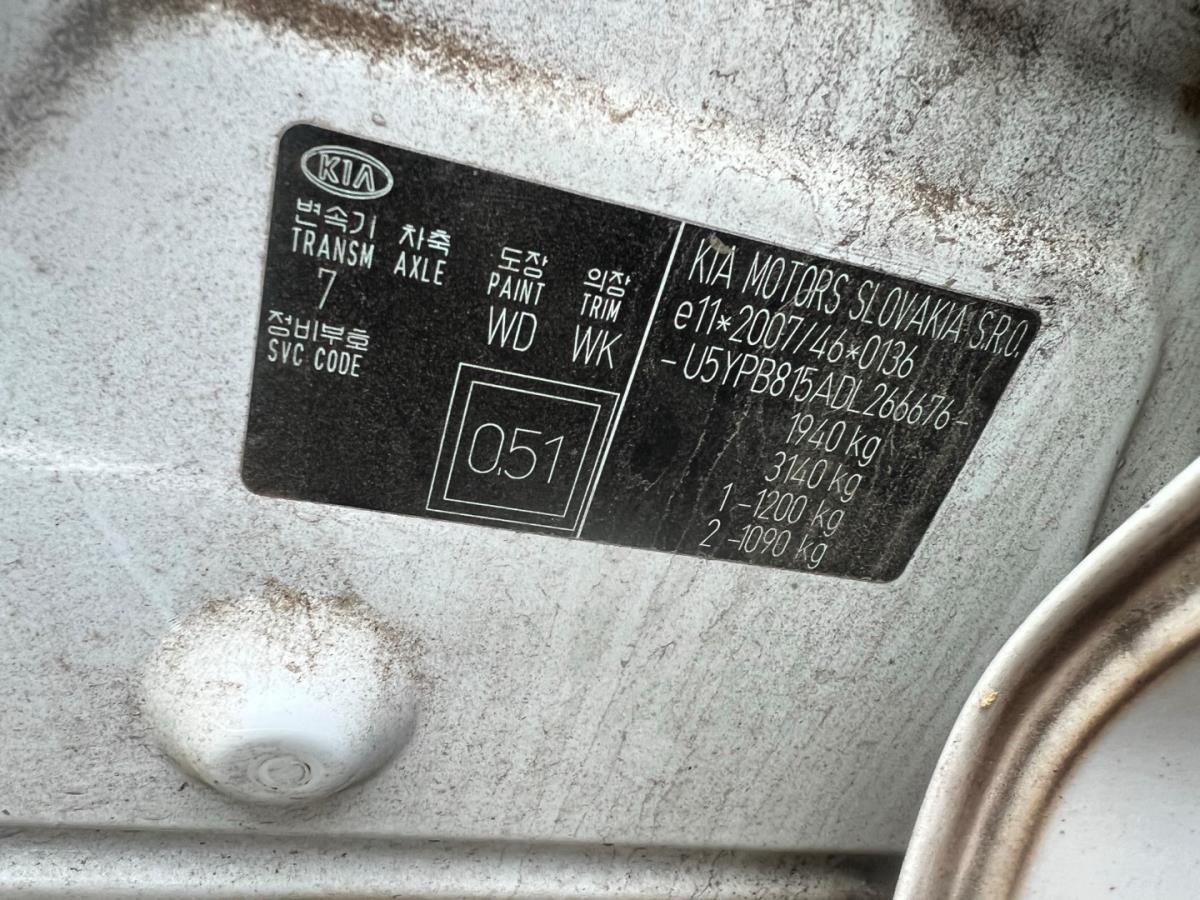 KIA
변속기 차축 도장 의장
TRANSM AXLE PAINT TRIM
7 WD WK
정비부호
SVC CODE
0.51
KIA MOTORS SLOVAKIA S.R.O.
e11*2007/46*0136
-U5YPB815ADL266676-
1940 kg
3140 kg
1 -1200 kg
2 -1090 kg